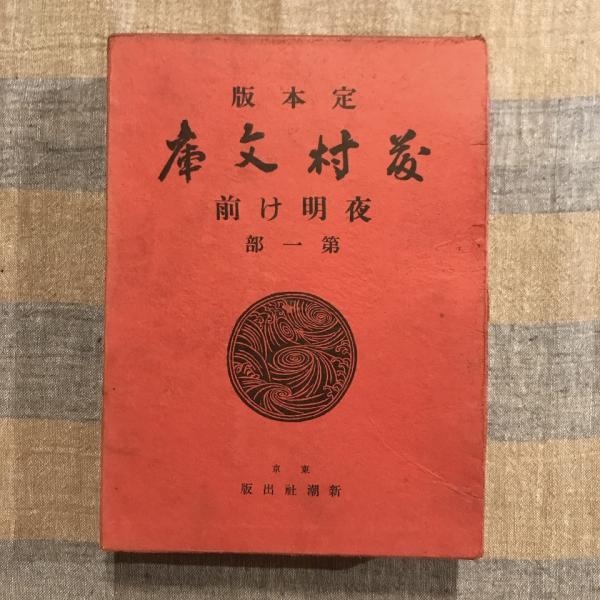 定本版
藤村文庫
夜明け前
第一部
東京
新潮社出版